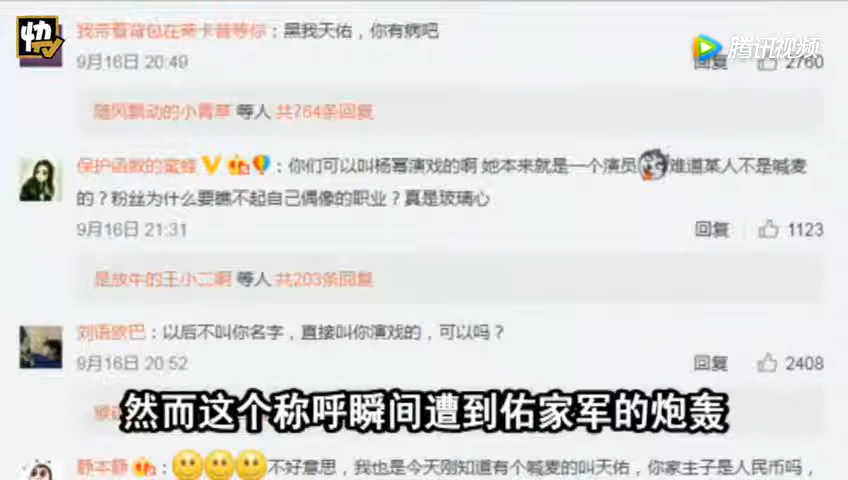 快TV
我带着背包在蒂卡普等你：黑我天佑，你有病吧
腾讯视频
9月16日 20:49
回复 2760
随风飘动的小青草 等人 共764条回复
保护函数的蜜蜂：你们可以叫杨幂演戏的啊 她本来就是一个演员 难道某人不是喊麦
的？粉丝为什么要瞧不起自己偶像的职业？真是玻璃心
9月16日 21:31
回复 1123
是放牛的王小二啊 等人 共203条回复
：以后不叫你名字，直接叫你演戏的，可以吗？
9月16日 20:52
回复 2408
然而这个称呼瞬间遭到佑家军的炮轰
静本静：不好意思，我也是今天刚知道有个喊麦的叫天佑，你家主子是人民币吗，